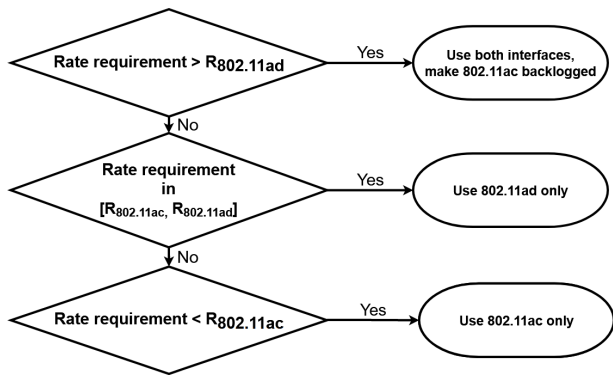 Rate requirement > R802.11ad
Yes
Use both interfaces,
make 802.11ac backlogged
No
Rate requirement
in
[R802.11ac, R802.11ad]
Yes
Use 802.11ad only
No
Rate requirement < R802.11ac
Yes
Use 802.11ac only